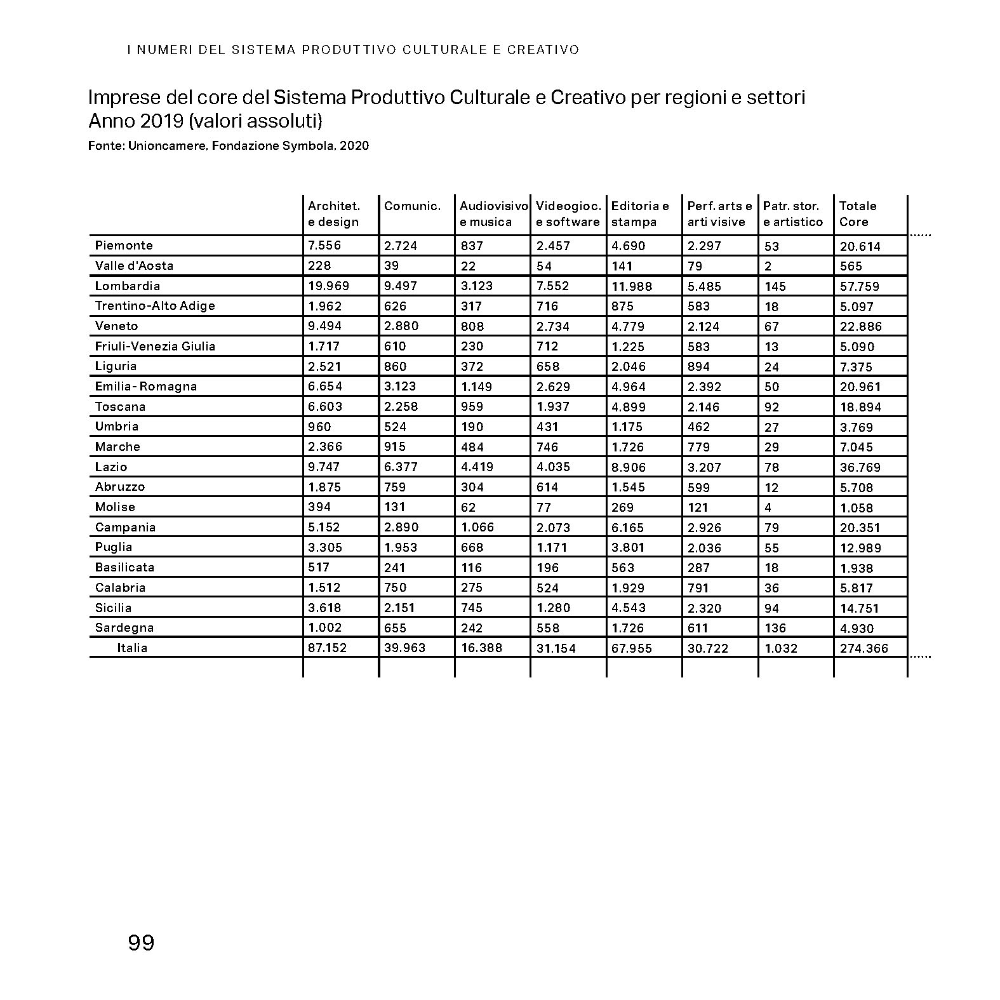 I NUMERI DEL SISTEMA PRODUTTIVO CULTURALE E CREATIVO
Imprese del core del Sistema Produttivo Culturale e Creativo per regioni e settori
Anno 2019 (valori assoluti)
Fonte: Unioncamere, Fondazione Symbola, 2020
Architet. Comunic. Audiovisivo Videogioc. Editoria e Perf. arts e Patr. stor. Totale
e design e musica e software stampa arti visive e artistico Core
Piemonte 7.556 2.724 837 2.457 4.690 2.297 53 20.614
Valle d'Aosta 228 39 22 54 141 79 2 565
Lombardia 19.969 9.497 3.123 7.552 11.988 5.485 145 57.759
Trentino-Alto Adige 1.962 626 317 716 875 583 18 5.097
Veneto 9.494 2.880 808 2.734 4.779 2.124 67 22.886
Friuli-Venezia Giulia 1.717 610 230 712 1.225 583 13 5.090
Liguria 2.521 860 372 658 2.046 894 24 7.375
Emilia- Romagna 6.654 3.123 1.149 2.629 4.964 2.392 50 20.961
Toscana 6.603 2.258 959 1.937 4.899 2.146 92 18.894
Umbria 960 524 190 431 1.175 462 27 3.769
Marche 2.366 915 484 746 1.726 779 29 7.045
Lazio 9.747 6.377 4.419 4.035 8.906 3.207 78 36.769
Abruzzo 1.875 759 304 614 1.545 599 12 5.708
Molise 394 131 62 77 269 121 4 1.058
Campania 5.152 2.890 1.066 2.073 6.165 2.926 79 20.351
Puglia 3.305 1.953 668 1.171 3.801 2.036 55 12.989
Basilicata 517 241 116 196 563 287 18 1.938
Calabria 1.512 750 275 524 1.929 791 36 5.817
Sicilia 3.618 2.151 745 1.280 4.543 2.320 94 14.751
Sardegna 1.002 655 242 558 1.726 611 136 4.930
Italia 87.152 39.963 16.388 31.154 67.955 30.722 1.032 274.366
99